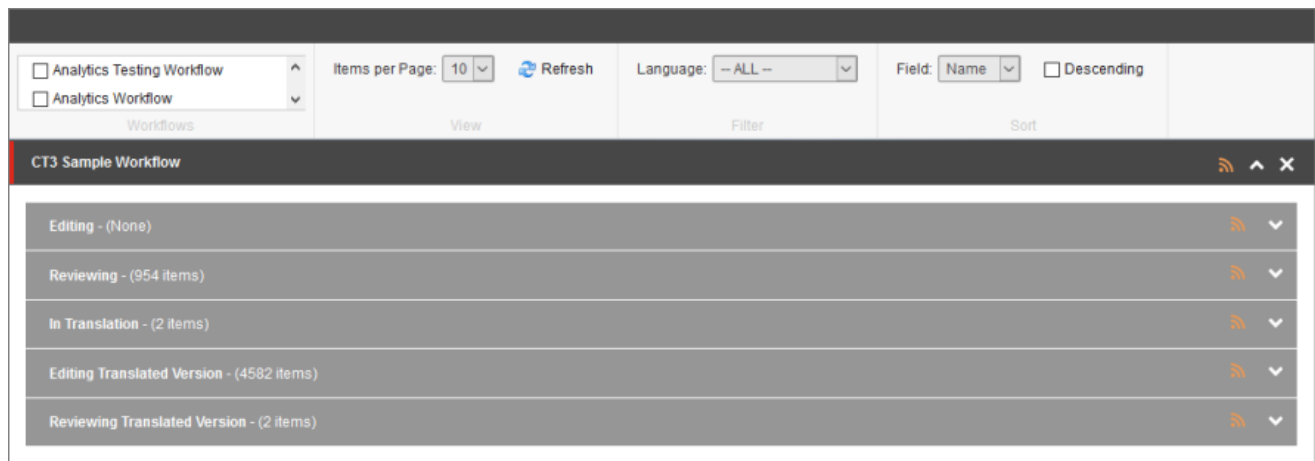 Analytics Testing Workflow
Analytics Workflow
Workflows
Items per Page: 10
Refresh
View
Language: -- ALL --
Filter
Field: Name
Descending
Sort
CT3 Sample Workflow
Editing - (None)
Reviewing - (954 items)
In Translation - (2 items)
Editing Translated Version - (4582 items)
Reviewing Translated Version - (2 items)